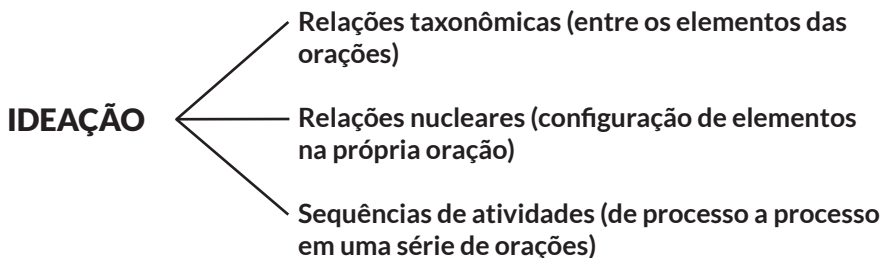 Relações taxonômicas (entre os elementos das
orações)
IDEAÇÃO
Relações nucleares (configuração de elementos
na própria oração)
Sequências de atividades (de processo a processo
em uma série de orações)